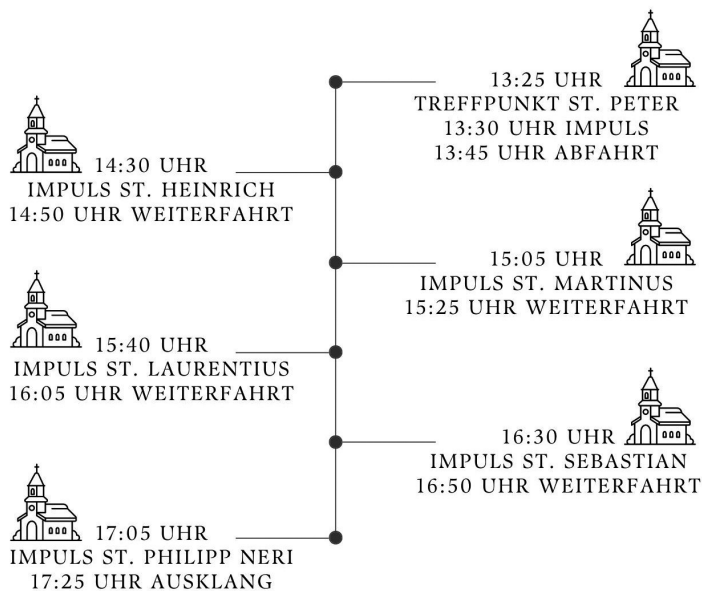 13:25 UHR
TREFFPUNKT ST. PETER
13:30 UHR IMPULS
13:45 UHR ABFAHRT
14:30 UHR
IMPULS ST. HEINRICH
14:50 UHR WEITERFAHRT
15:05 UHR
IMPULS ST. MARTINUS
15:25 UHR WEITERFAHRT
15:40 UHR
IMPULS ST. LAURENTIUS
16:05 UHR WEITERFAHRT
16:30 UHR
IMPULS ST. SEBASTIAN
16:50 UHR WEITERFAHRT
17:05 UHR
IMPULS ST. PHILIPP NERI
17:25 UHR AUSKLANG